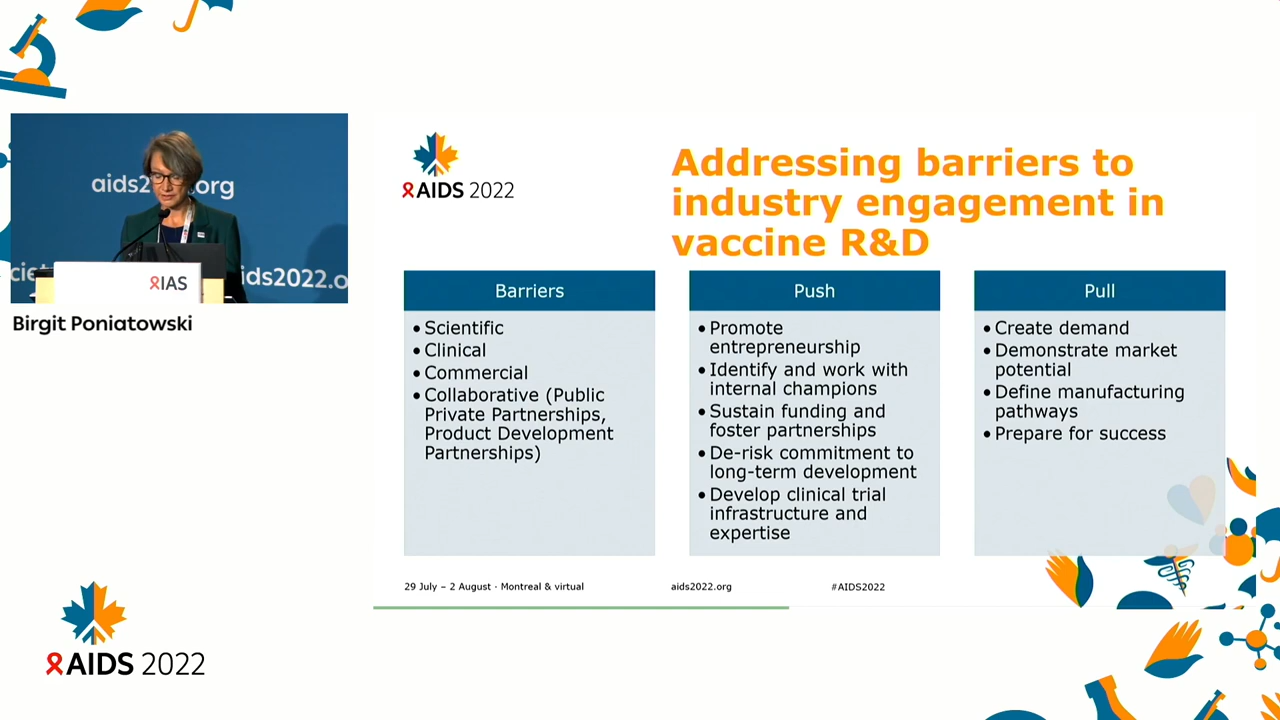 aids2 .org
ciet
aids2022.o
IAS
Birgit Poniatowski
AIDS 2022
AIDS 2022
Addressing barriers to
industry engagement in
vaccine R&D
Barriers
• Scientific
• Clinical
• Commercial
• Collaborative (Public
Private Partnerships,
Product Development
Partnerships)
Push
• Promote
entrepreneurship
• Identify and work with
internal champions
• Sustain funding and
foster partnerships
• De-risk commitment to
long-term development
• Develop clinical trial
infrastructure and
expertise
Pull
• Create demand
• Demonstrate market
potential
• Define manufacturing
pathways
• Prepare for success
29 July – 2 August · Montreal & virtual
aids2022.org
#AIDS2022